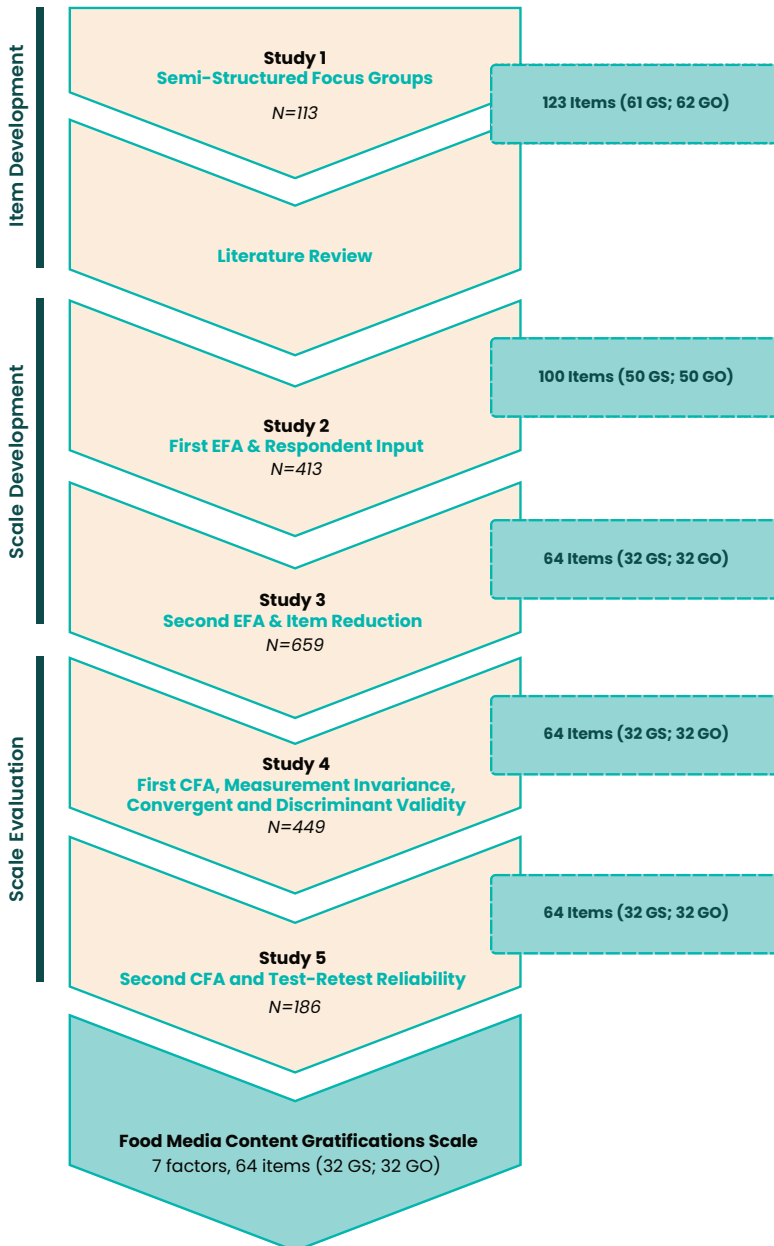 Item Development
Study 1
Semi-Structured Focus Groups
N=113
123 Items (61 GS; 62 GO)
Literature Review
Scale Development
100 Items (50 GS; 50 GO)
Study 2
First EFA & Respondent Input
N=413
64 Items (32 GS; 32 GO)
Study 3
Second EFA & Item Reduction
N=659
Scale Evaluation
64 Items (32 GS; 32 GO)
Study 4
First CFA, Measurement Invariance,
Convergent and Discriminant Validity
N=449
64 Items (32 GS; 32 GO)
Study 5
Second CFA and Test-Retest Reliability
N=186
Food Media Content Gratifications Scale
7 factors, 64 items (32 GS; 32 GO)